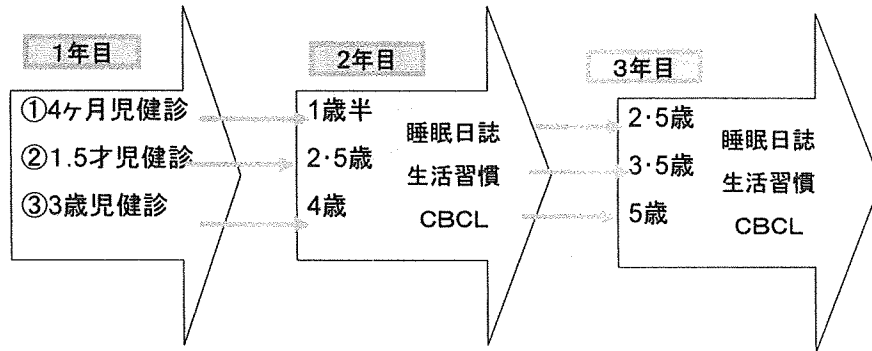 1年目
①4ヶ月児健診
②1.5才児健診
③3歳児健診
2年目
1歳半
2・5歳
4歳
睡眠日誌
生活習慣
CBCL
3年目
2・5歳
3・5歳
5歳
睡眠日誌
生活習慣
CBCL